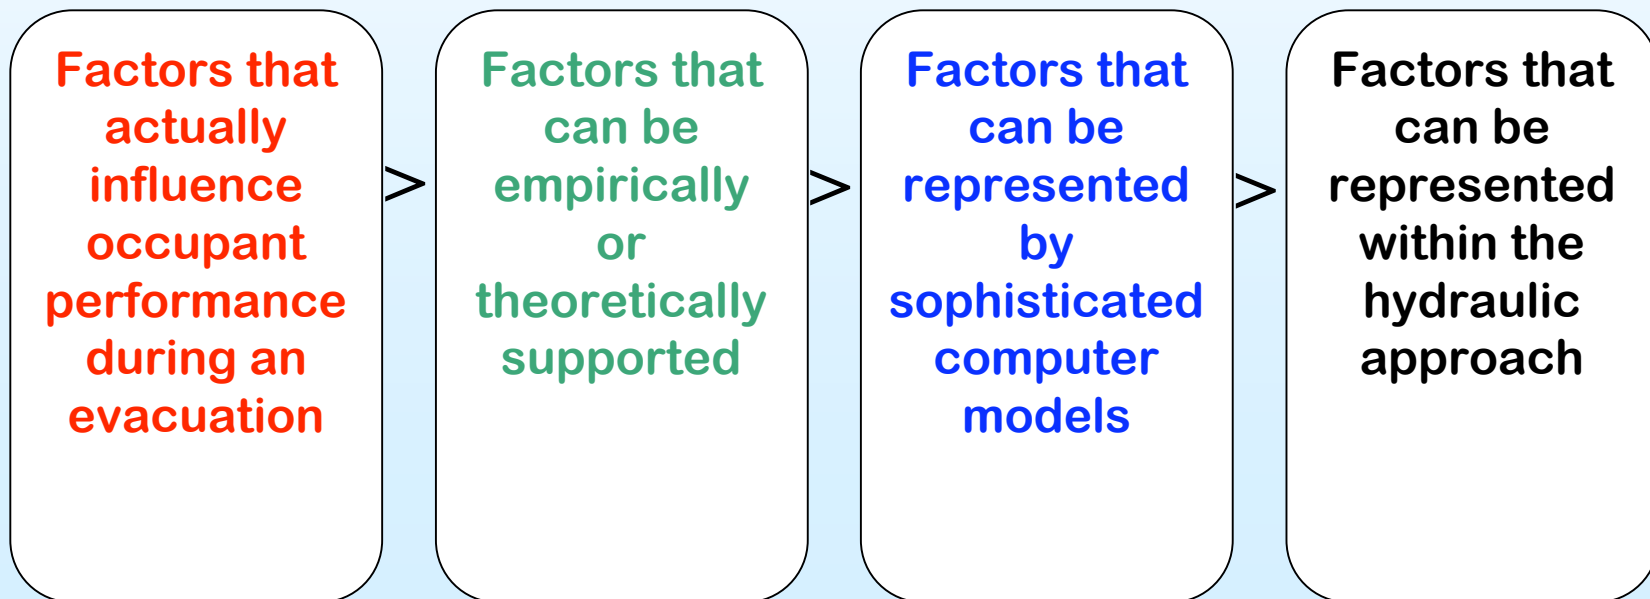 Factors that
actually
influence
occupant
performance
during an
evacuation
>
Factors that
can be
empirically
or
theoretically
supported
>
Factors that
can be
represented
by
sophisticated
computer
models
>
Factors that
can be
represented
within the
hydraulic
approach